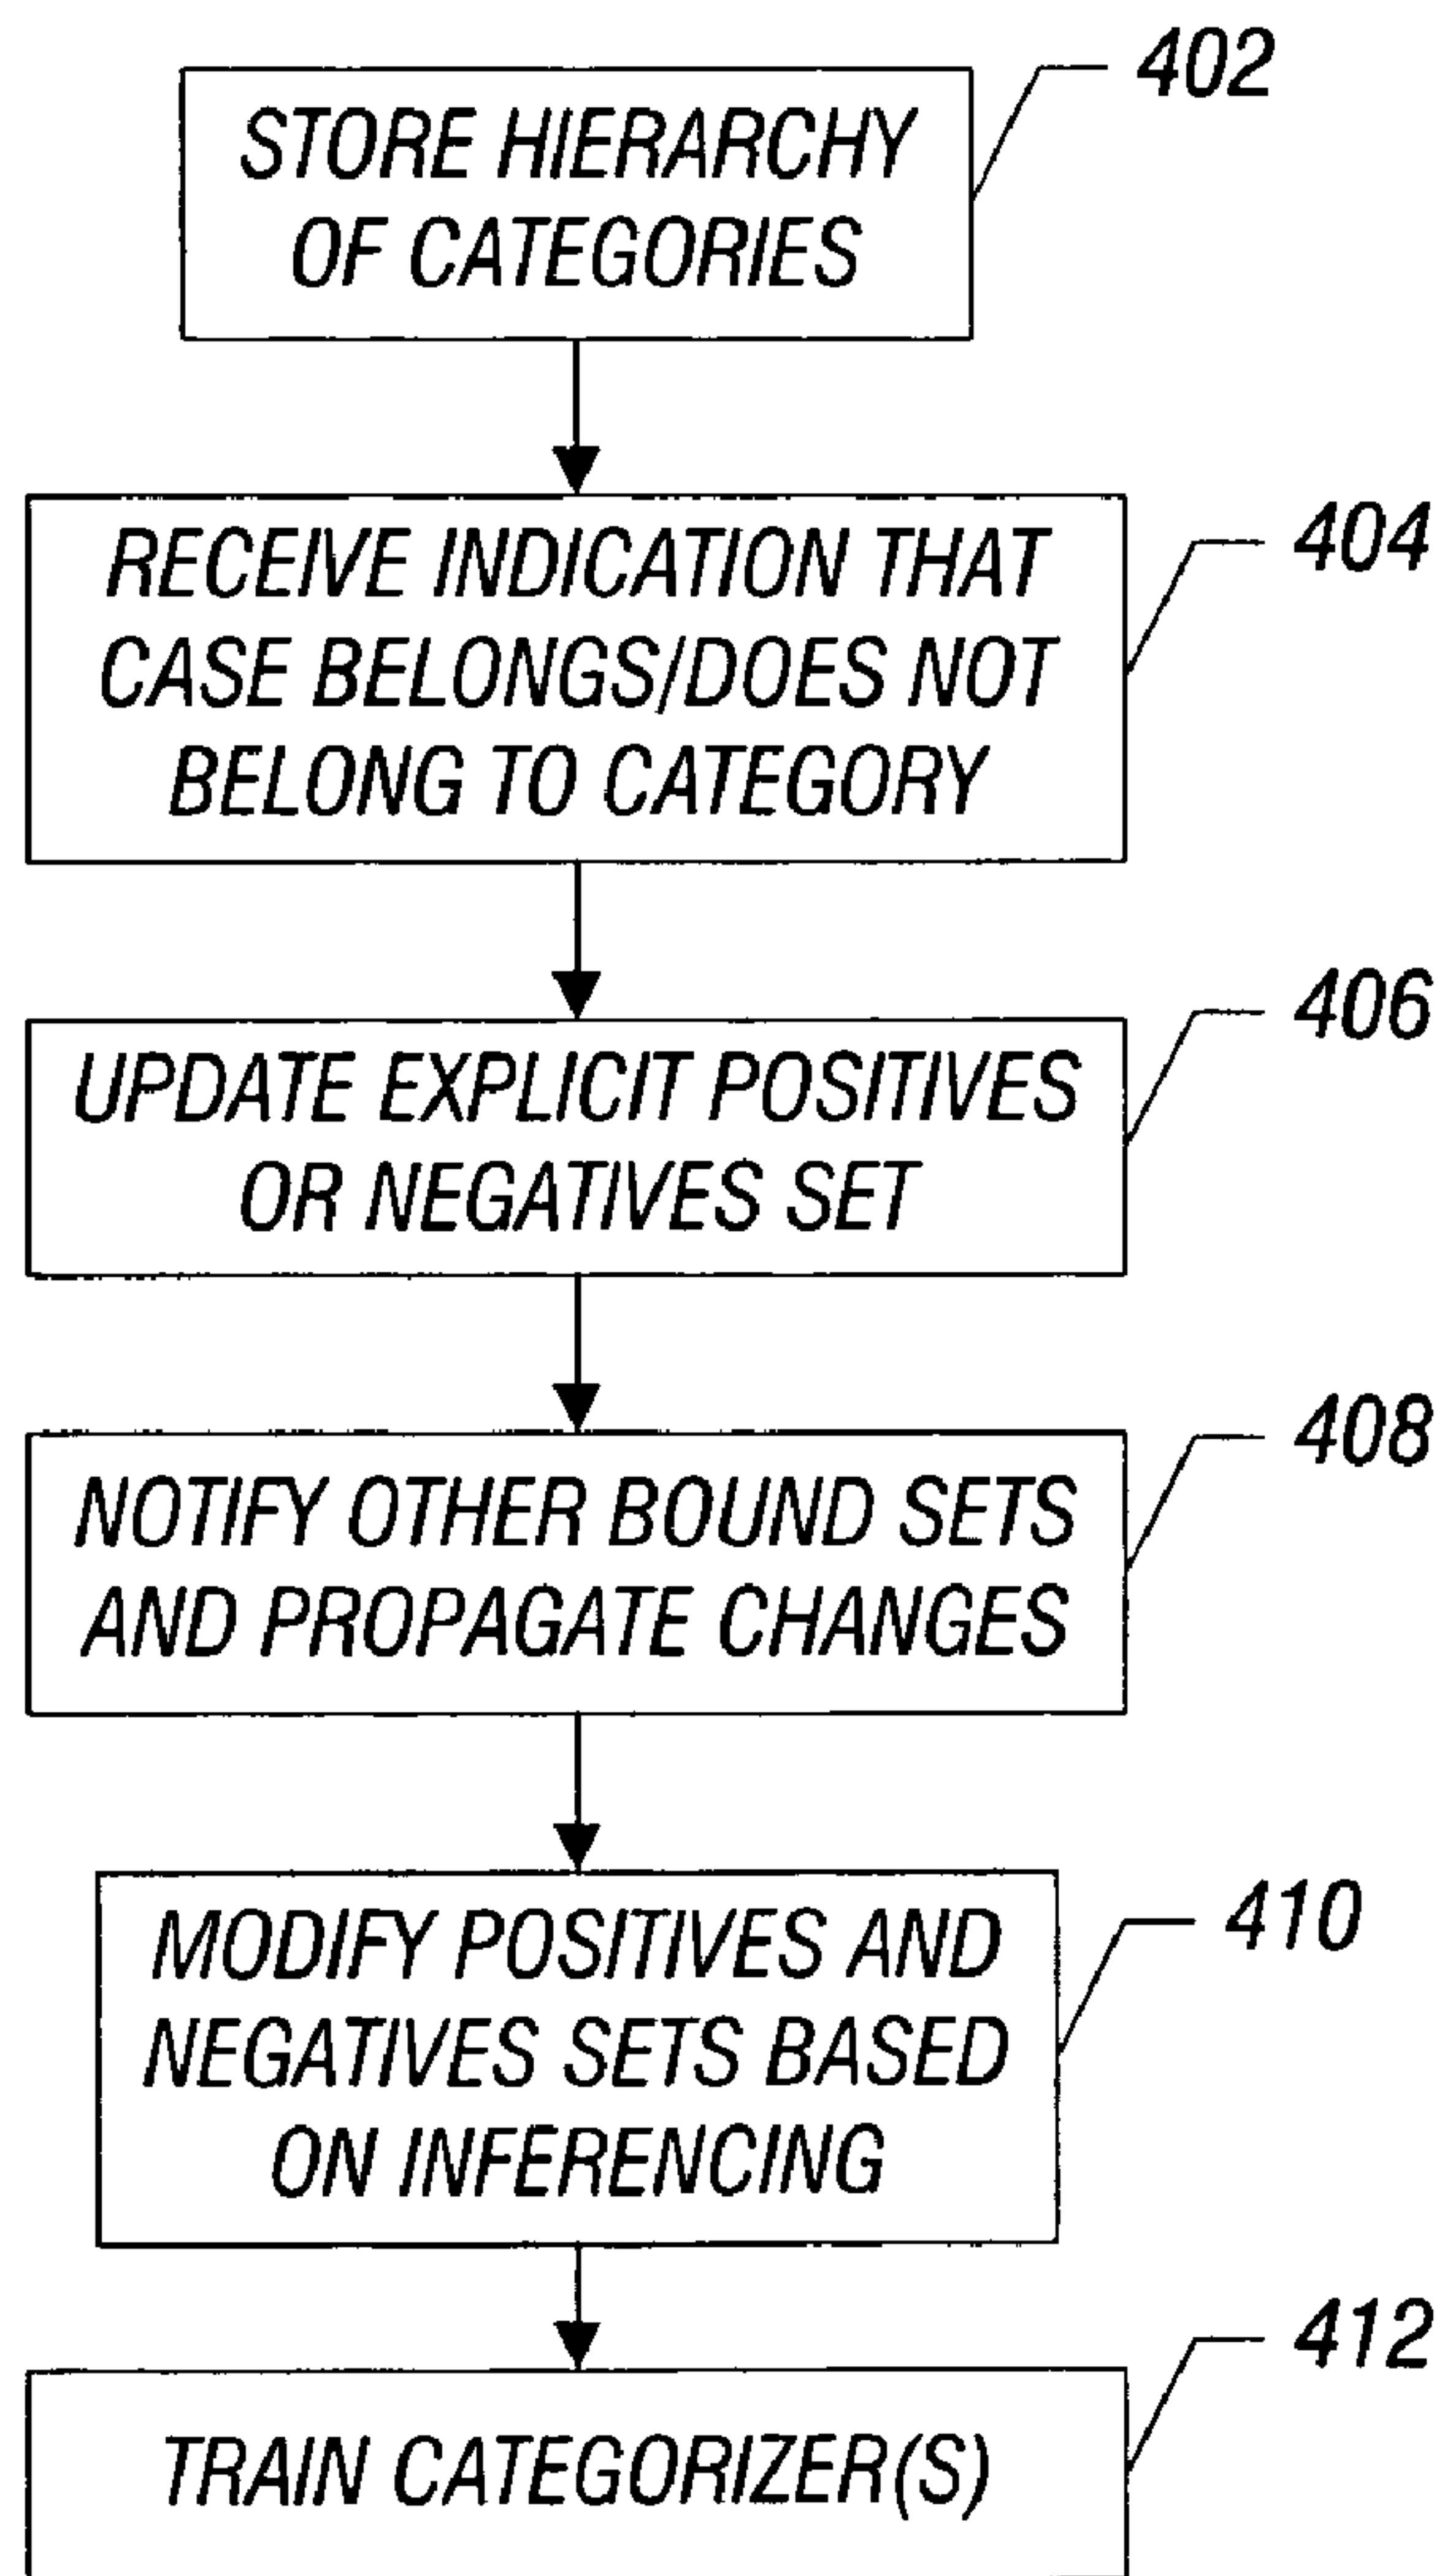 402
STORE HIERARCHY
OF CATEGORIES
404
RECEIVE INDICATION THAT
CASE BELONGS/DOES NOT
BELONG TO CATEGORY
406
UPDATE EXPLICIT POSITIVES
OR NEGATIVES SET
408
NOTIFY OTHER BOUND SETS
AND PROPAGATE CHANGES
410
MODIFY POSITIVES AND
NEGATIVES SETS BASED
ON INFERENCING
412
TRAIN CATEGORIZER(S)